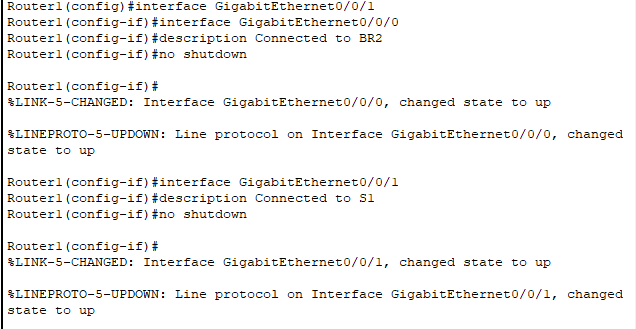 Router1(config)#interface GigabitEthernet0/0/1
Router1(config-if)#interface GigabitEthernet0/0/0
Router1(config-if)#description Connected to BR2
Router1(config-if)#no shutdown
Router1(config-if)#
%LINK-5-CHANGED: Interface GigabitEthernet0/0/0, changed state to up
%LINEPROTO-5-UPDOWN: Line protocol on Interface GigabitEthernet0/0/0, changed
state to up
Router1(config-if)#interface GigabitEthernet0/0/1
Router1(config-if)#description Connected to S1
Router1(config-if)#no shutdown
Router1(config-if)#
%LINK-5-CHANGED: Interface GigabitEthernet0/0/1, changed state to up
%LINEPROTO-5-UPDOWN: Line protocol on Interface GigabitEthernet0/0/1, changed
state to up